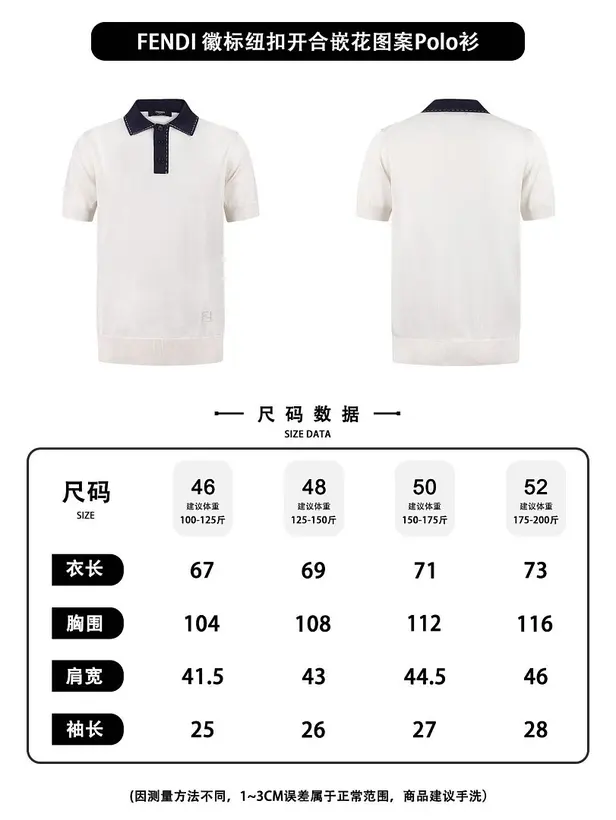 FENDI 徽标纽扣开合嵌花图案Polo衫
尺码数据
SIZE DATA
尺码 46 48 50 52
SIZE 建议体重 建议体重 建议体重 建议体重
100-125斤 125-150斤 150-175斤 175-200斤
衣长 67 69 71 73
胸围 104 108 112 116
肩宽 41.5 43 44.5 46
袖长 25 26 27 28
(因测量方法不同，1~3CM误差属于正常范围，商品建议手洗)